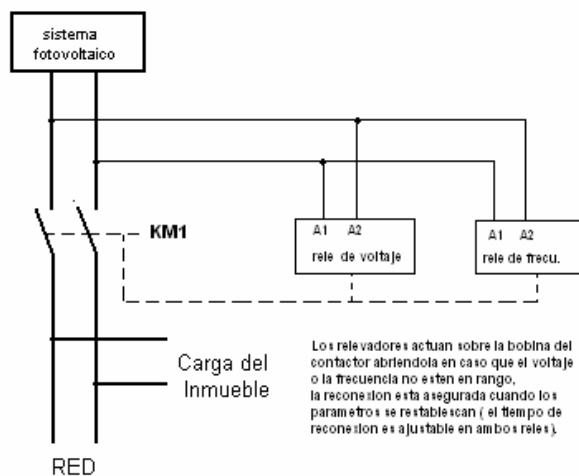 sistema
fotovoltaico
KM1
A1 A2
rele de voltaje
A1 A2
rele de frecu.
Carga del
Inmueble
Los relevadores actuan sobre la bobina del
contactor abriendola en caso que el voltaje
o la frecuencia no esten en rango,
la reconexion esta asegurada cuando los
parametros se restablescan ( el tiempo de
reconexion es ajustable en ambos reles).
RED